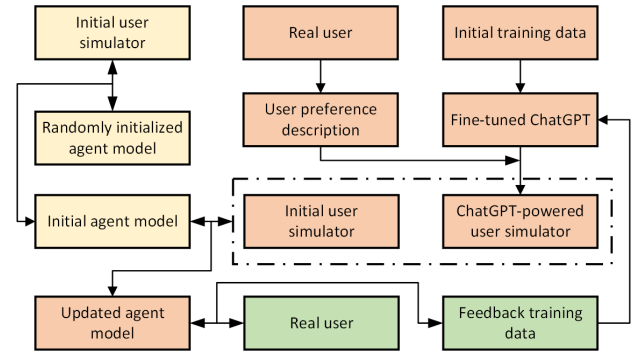 Initial user
simulator
Real user
Initial training data
Randomly initialized
agent model
User preference
description
Fine-tuned ChatGPT
Initial agent model
Initial user
simulator
ChatGPT-powered
user simulator
Updated agent
model
Real user
Feedback training
data